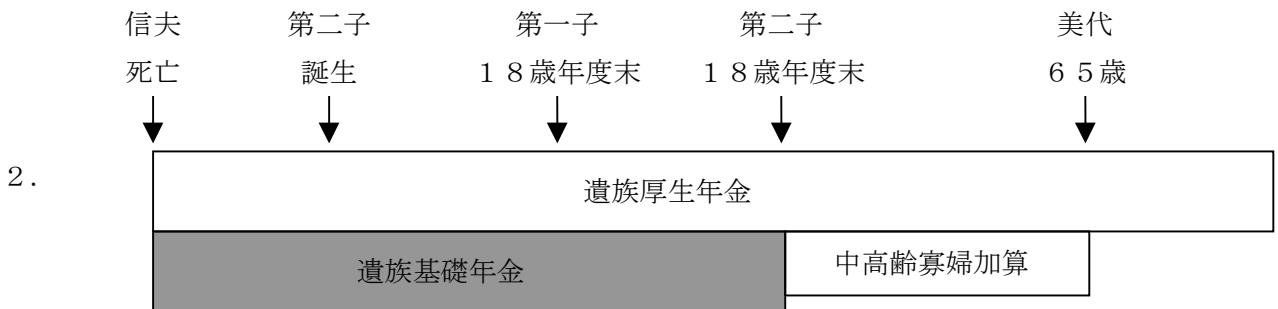 信夫 第二子 第一子 第二子 美代
死亡 誕生 １８歳年度末 １８歳年度末 ６５歳
２．
遺族厚生年金
遺族基礎年金 中高齢寡婦加算